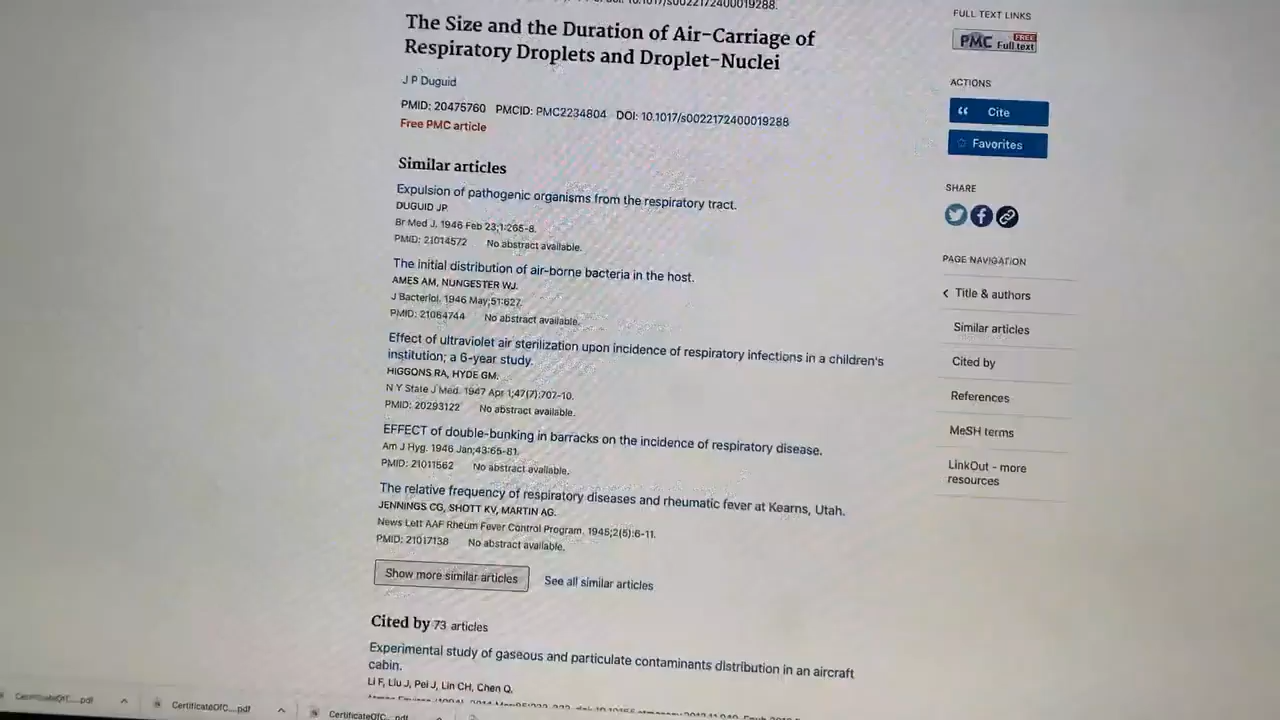 10.1017/s0022172400019288.
The Size and the Duration of Air-Carriage of
Respiratory Droplets and Droplet-Nuclei
J P Duguid
PMID: 20475760 PMCID: PMC2234804 DOI: 10.1017/s0022172400019288
Free PMC article
Similar articles
Expulsion of pathogenic organisms from the respiratory tract.
DUGUID JP.
Br Med J. 1946 Feb 23;1:265-8.
PMID: 21014572 No abstract available.
The initial distribution of air-borne bacteria in the host.
AMES AM, NUNGESTER WJ.
J Bacteriol. 1946 May;51:627.
PMID: 21064744 No abstract available.
Effect of ultraviolet air sterilization upon incidence of respiratory infections in a children's
institution; a 6-year study.
HIGGONS RA, HYDE GM.
N Y State J Med. 1947 Apr 1;47(7):707-10.
PMID: 20293122 No abstract available.
EFFECT of double-bunking in barracks on the incidence of respiratory disease.
Am J Hyg. 1946 Jan;43:65-81.
PMID: 21011562 No abstract available.
The relative frequency of respiratory diseases and rheumatic fever at Kearns, Utah.
JENNINGS CG, SHOTT KV, MARTIN AG.
News Lett AAF Rheum Fever Control Program. 1945;2(5):6-11.
PMID: 21017138 No abstract available.
Show more similar articles See all similar articles
Cited by 73 articles
Experimental study of gaseous and particulate contaminants distribution in an aircraft
cabin.
Li F, Liu J, Pei J, Lin CH, Chen Q.
FULL TEXT LINKS
PMC FREE Full text
ACTIONS
Cite
Favorites
SHARE
PAGE NAVIGATION
Title & authors
Similar articles
Cited by
References
MeSH terms
LinkOut - more
resources
CertificateOfC....pdf
CertificateOfC....pdf
CertificateOfC....pdf